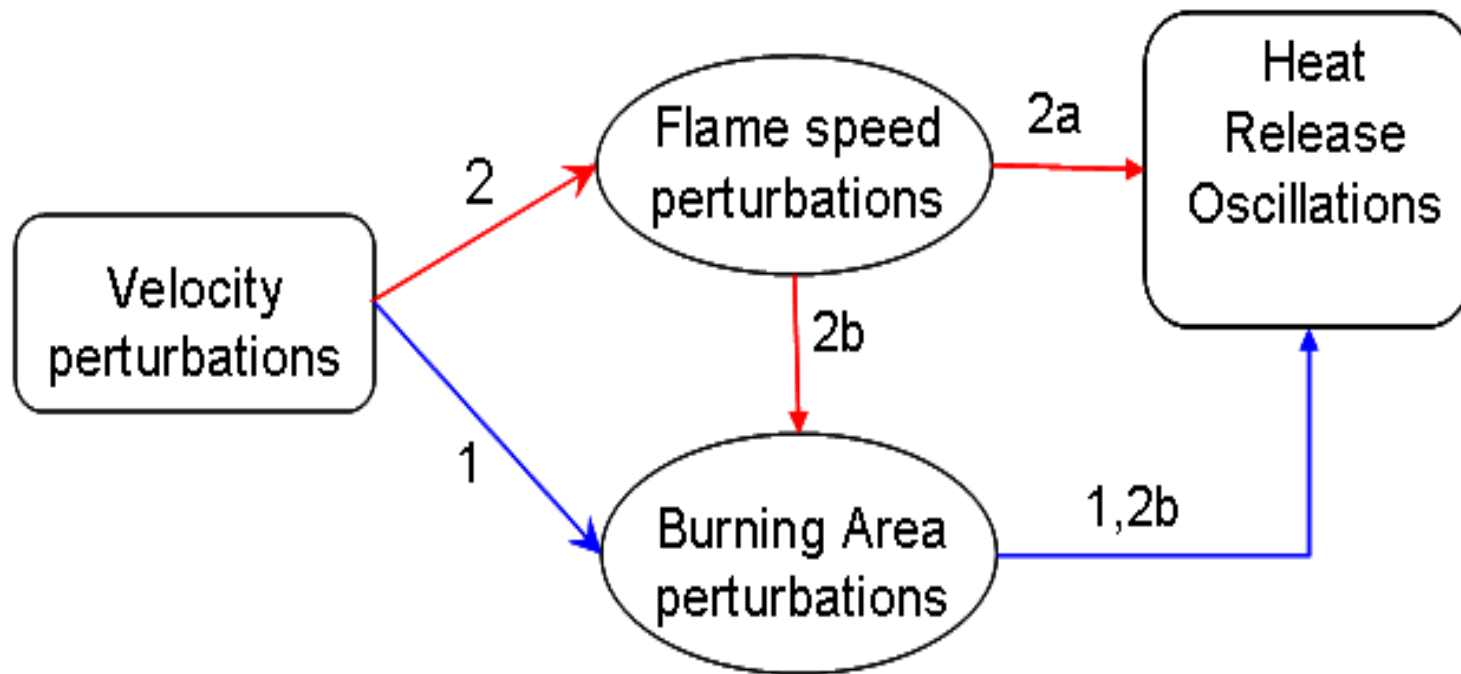 Velocity
perturbations
2
1
Flame speed
perturbations
2a
2b
Burning Area
perturbations
1,2b
Heat
Release
Oscillations